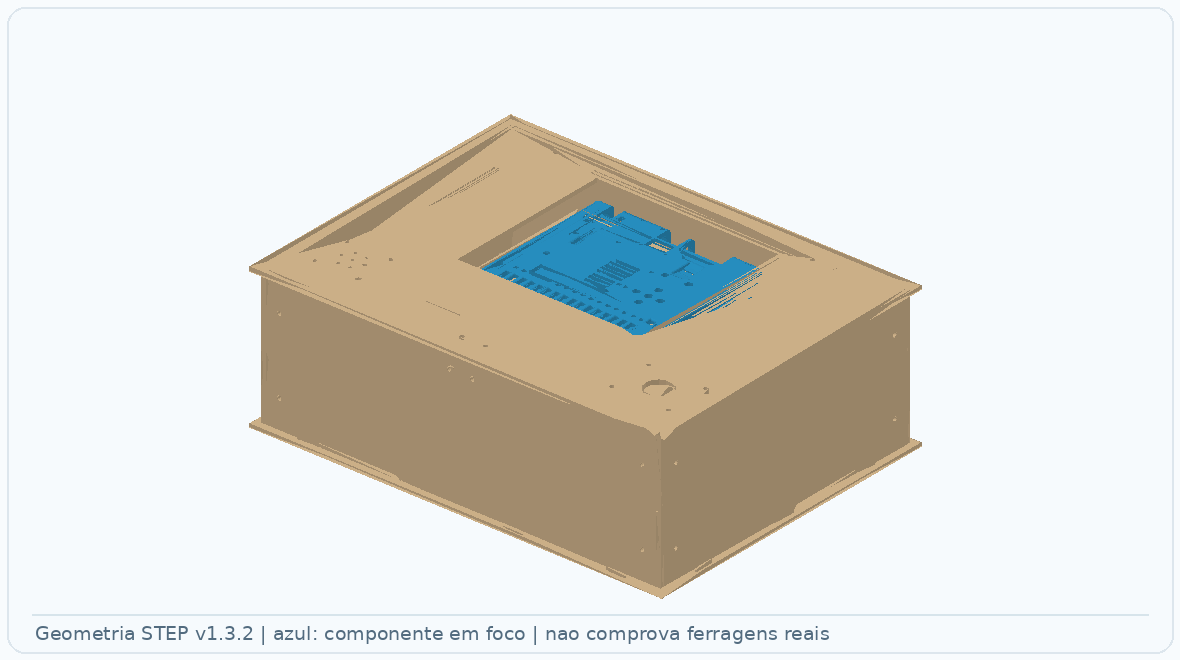 Geometria STEP v1.3.2 | azul: componente em foco | nao comprova ferragens reais